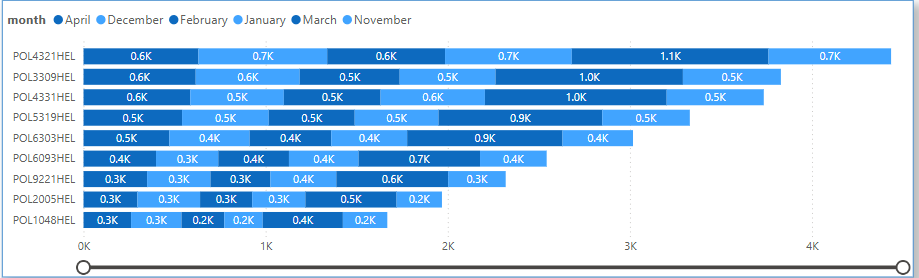 month April December February January March November
POL4321HEL 0.6K 0.7K 0.6K 0.7K 1.1K 0.7K
POL3309HEL 0.6K 0.6K 0.5K 0.5K 1.0K 0.5K
POL4331HEL 0.6K 0.5K 0.5K 0.6K 1.0K 0.5K
POL5319HEL 0.5K 0.5K 0.5K 0.5K 0.9K 0.5K
POL6303HEL 0.5K 0.4K 0.4K 0.4K 0.9K 0.4K
POL6093HEL 0.4K 0.3K 0.4K 0.4K 0.7K 0.4K
POL9221HEL 0.3K 0.3K 0.3K 0.4K 0.6K 0.3K
POL2005HEL 0.3K 0.3K 0.3K 0.3K 0.5K 0.2K
POL1048HEL 0.3K 0.3K 0.2K 0.2K 0.4K 0.2K
0K 1K 2K 3K 4K